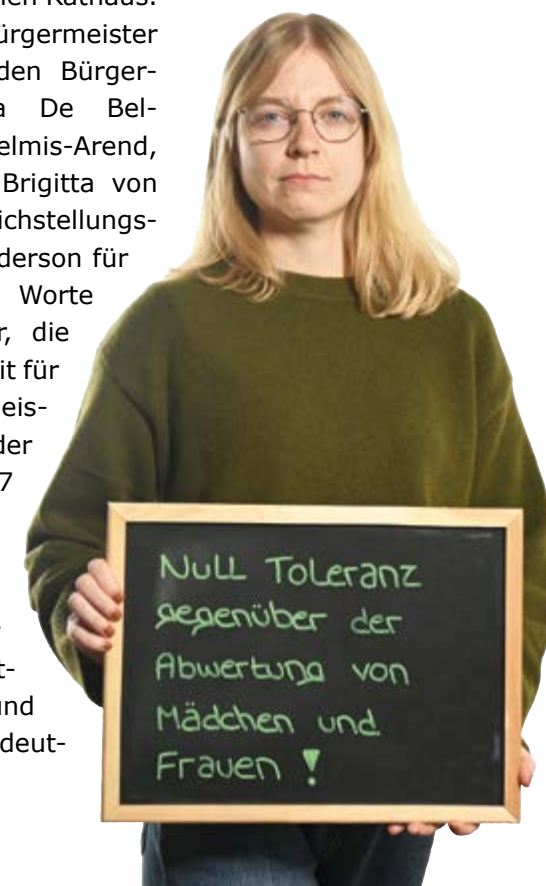 Rathaus.
ürgermeister
den Bürger-
a De Bel-
elmis-Arend,
Brigitta von
ichstellungs-
derson für
Worte
r, die
it für
eis-
der
7
t-
und
deut-
NULL ToLeranz
gegenüber der
Abwertung von
Mädchen und
Frauen !